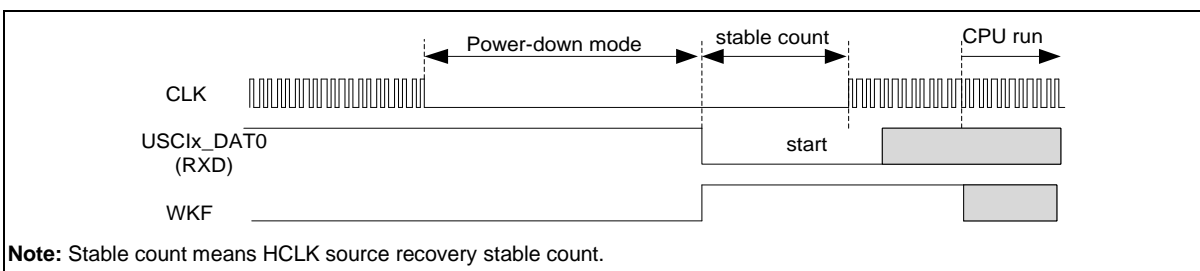 Power-down mode
stable count
CPU run
CLK
USCIx_DAT0
(RXD)
start
WKF
Note: Stable count means HCLK source recovery stable count.